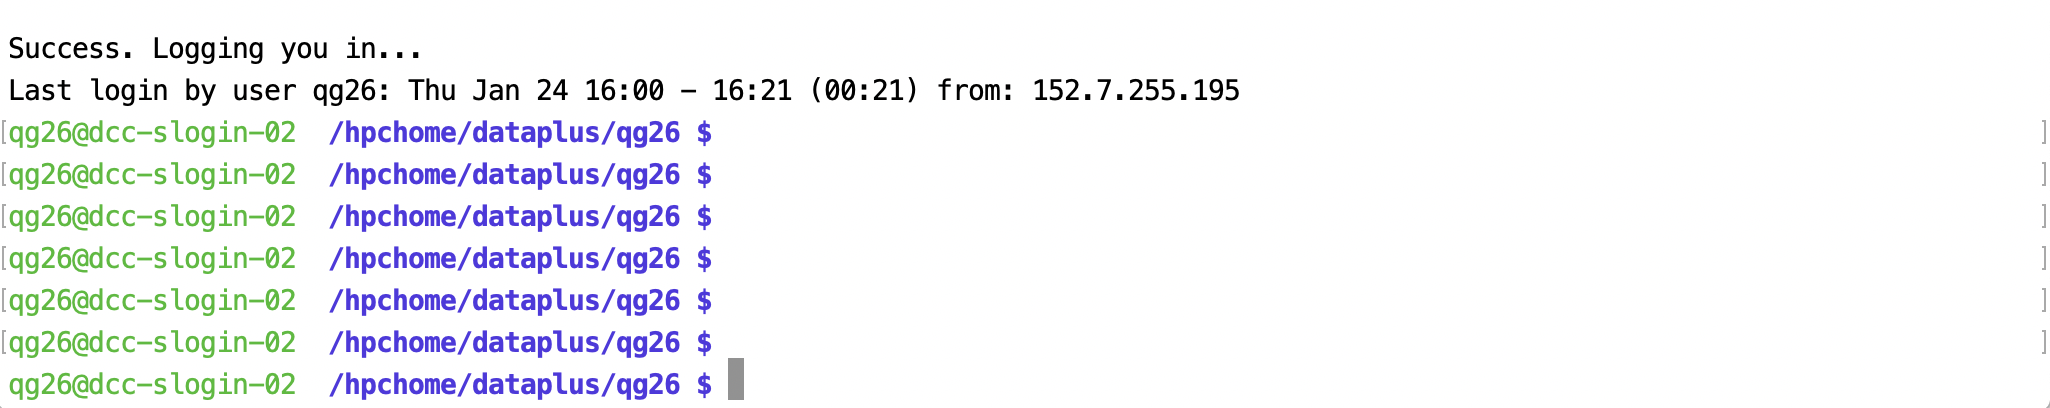 Success. Logging you in...
Last login by user qg26: Thu Jan 24 16:00 - 16:21 (00:21) from: 152.7.255.195
[qg26@dcc-slogin-02  /hpchome/dataplus/qg26 $ ]
[qg26@dcc-slogin-02  /hpchome/dataplus/qg26 $ ]
[qg26@dcc-slogin-02  /hpchome/dataplus/qg26 $ ]
[qg26@dcc-slogin-02  /hpchome/dataplus/qg26 $ ]
[qg26@dcc-slogin-02  /hpchome/dataplus/qg26 $ ]
[qg26@dcc-slogin-02  /hpchome/dataplus/qg26 $ ]
qg26@dcc-slogin-02  /hpchome/dataplus/qg26 $